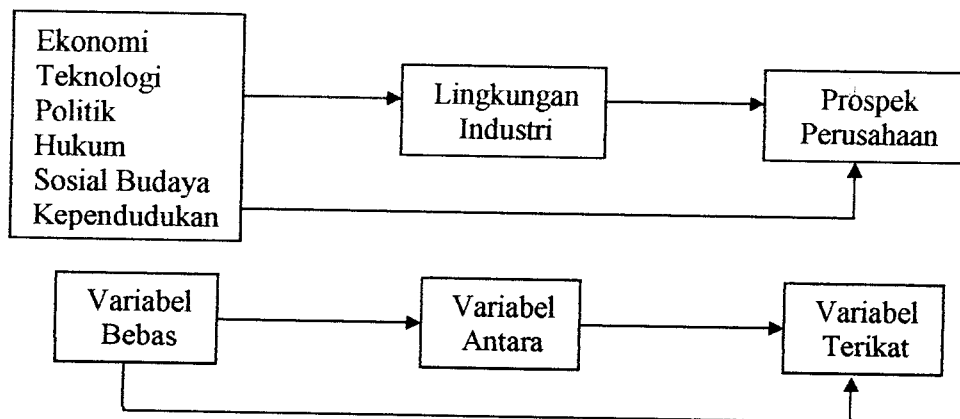 Ekonomi
Teknologi
Politik
Hukum
Sosial Budaya
Kependudukan
Lingkungan
Industri
Prospek
Perusahaan
Variabel
Bebas
Variabel
Antara
Variabel
Terikat